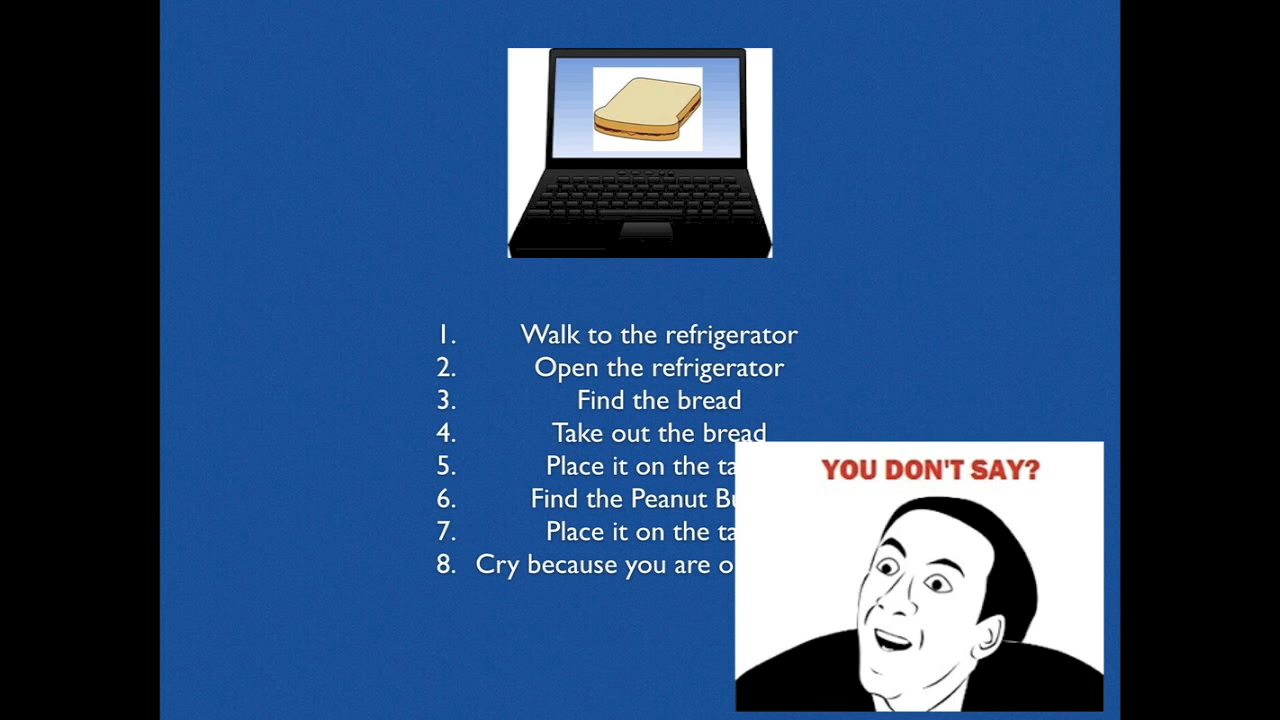 1. Walk to the refrigerator
2. Open the refrigerator
3. Find the bread
4. Take out the bread
5. Place it on the
6. Find the Peanut
7. Place it on the
8. Cry because you are
YOU DON'T SAY?